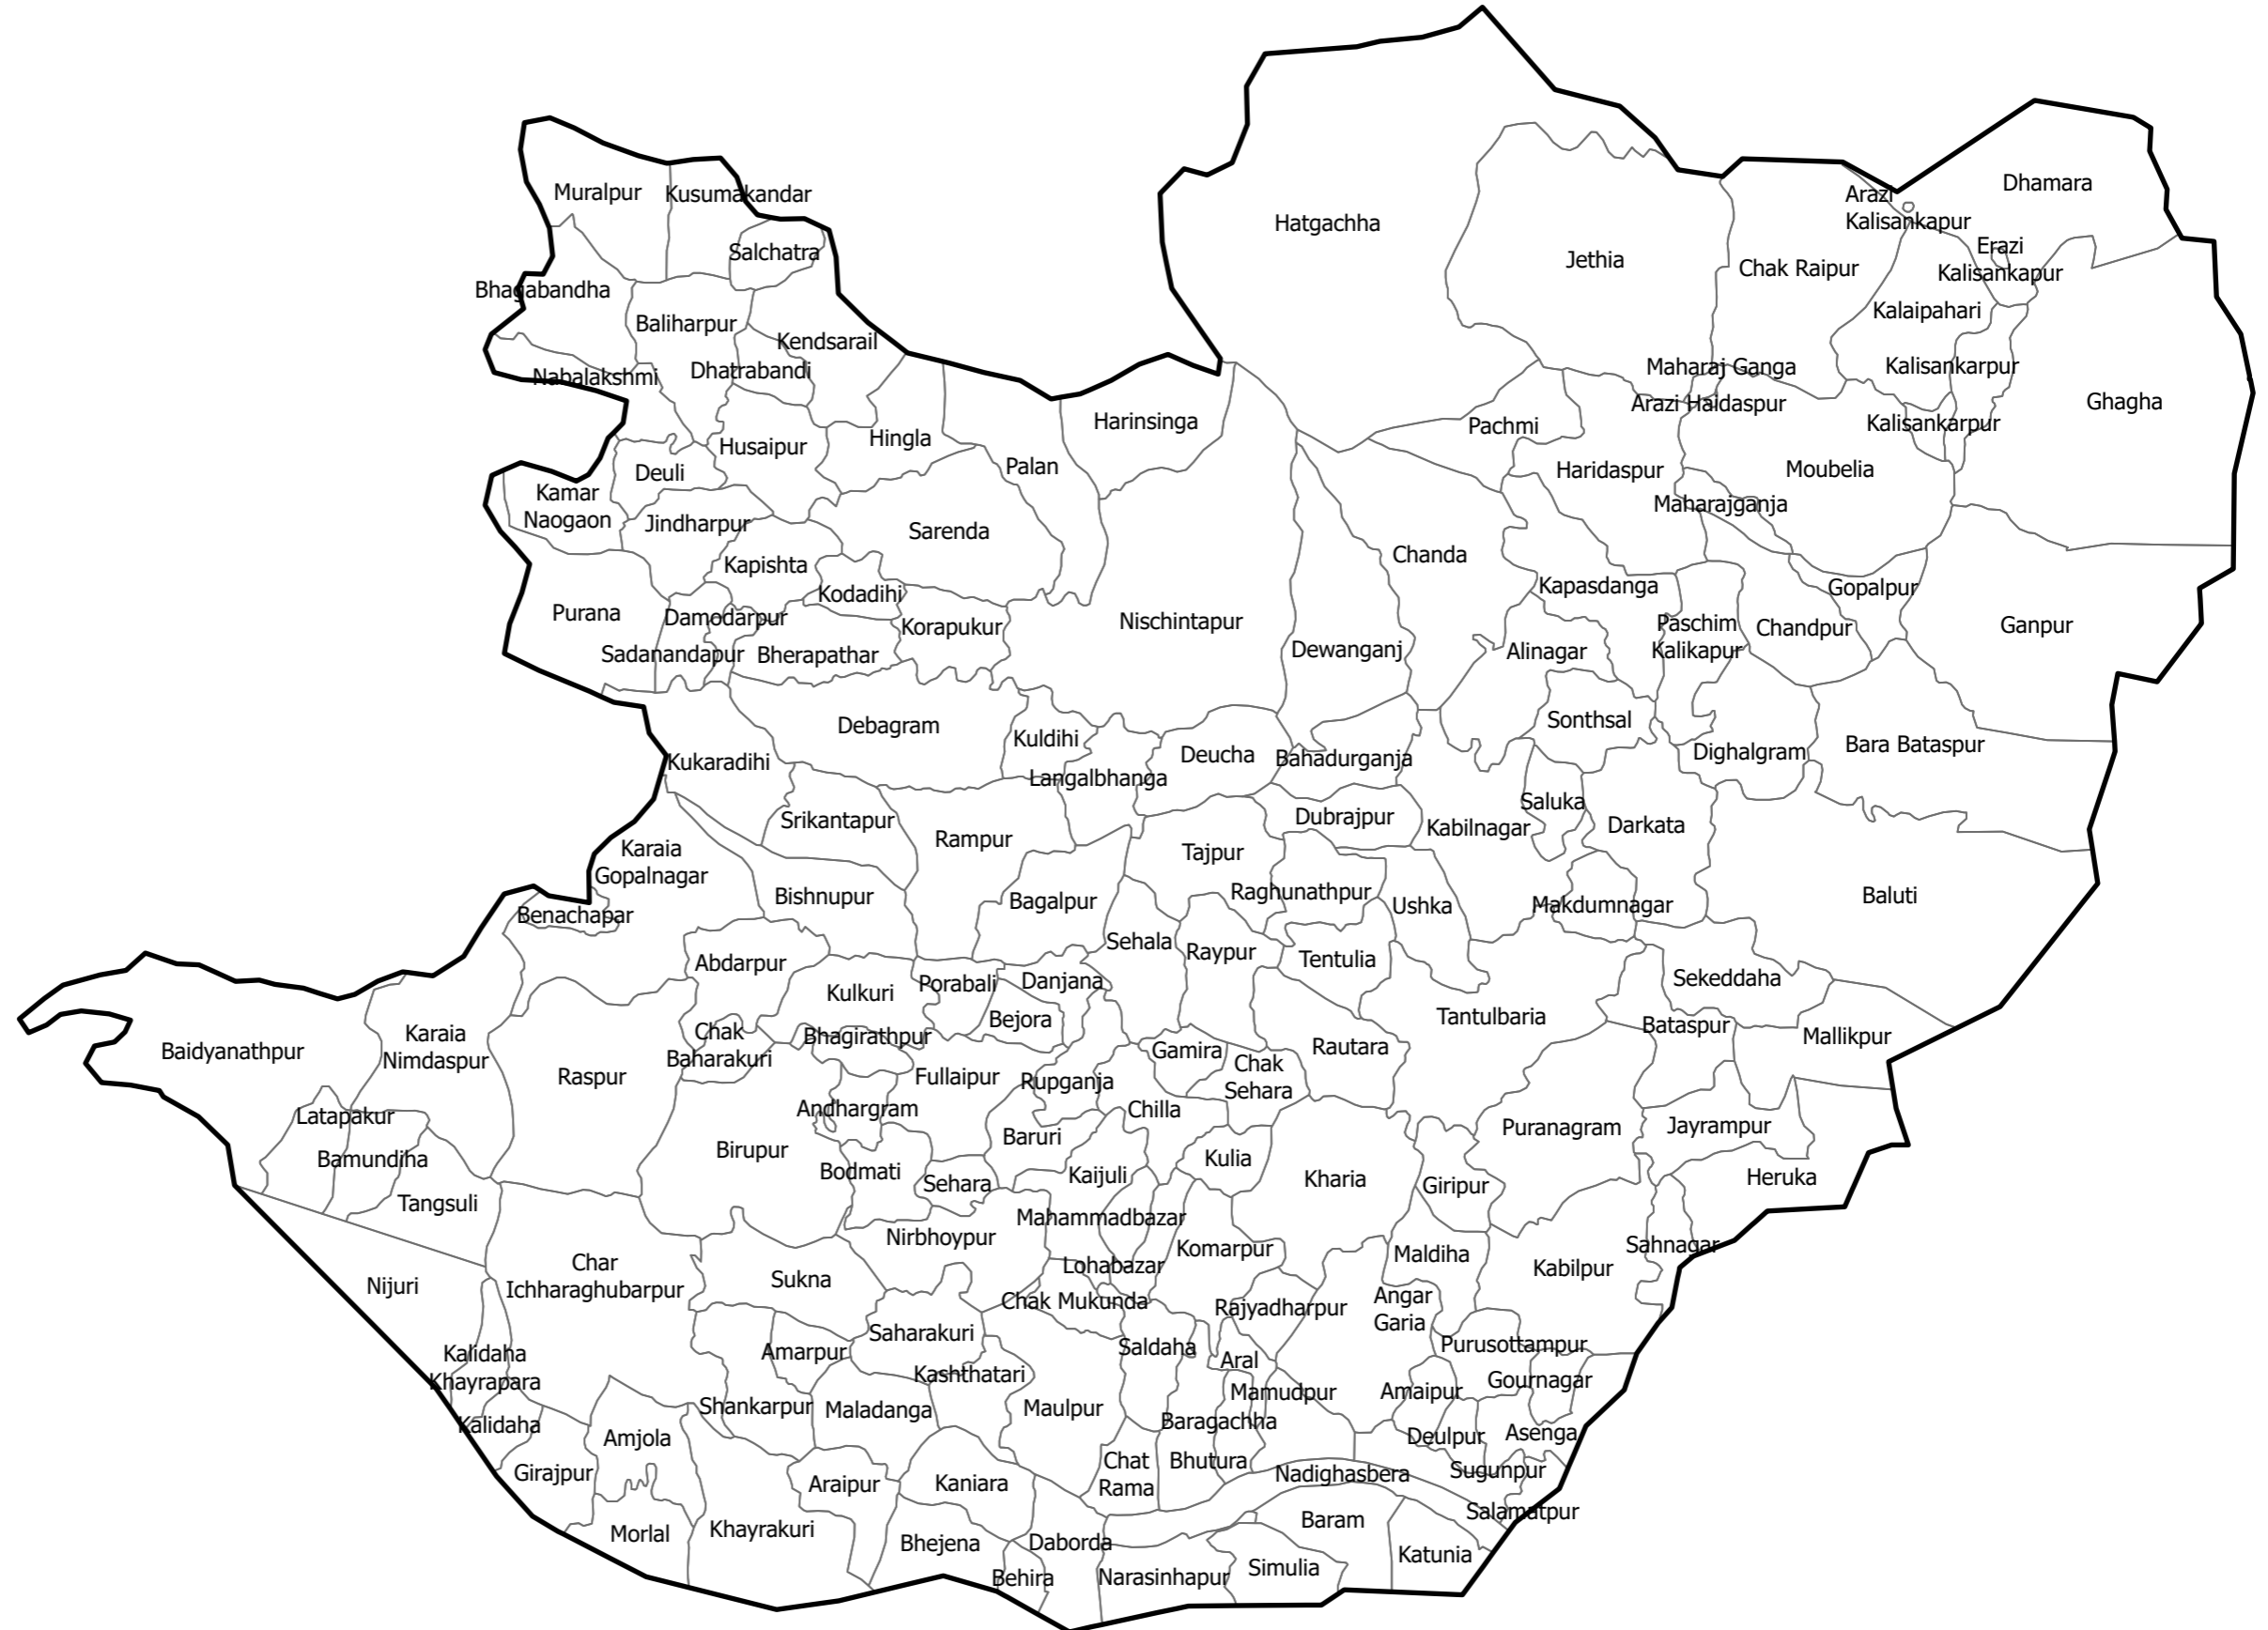 Muralpur
Kusumakandar
Salchatra
Bhagabandha
Baliharpur
Kendsarail
Dhatrabandi
Nabalakshmi
Husaipur
Hingla
Deuli
Kamar
Naogaon
Jindharpur
Palan
Harinsinga
Sarenda
Kapishta
Kodadihi
Purana
Damodarpur
Korapukur
Sadanandapur
Bherapathar
Nischintapur
Debagram
Kuldihi
Kukaradihi
Langalbhanga
Deucha
Srikantapur
Rampur
Hatgachha
Jethia
Arazi
Kalisankapur
Dhamara
Erazi
Kalisankapur
Chak Raipur
Kalaipahari
Maharaj Ganga
Kalisankarpur
Arazi Haldaspur
Ghagha
Pachmi
Kalisankarpur
Haridaspur
Moubelia
Maharajganja
Chanda
Kapasdanga
Gopalpur
Paschim
Kalikapur
Chandpur
Ganpur
Dewanganj
Alinagar
Sonthsal
Dighalgram
Bara Bataspur
Bahadurganja
Saluka
Dubrajpur
Kabilnagar
Darkata
Tajpur
Raghunathpur
Ushka
Makdumnagar
Baluti
Karaia
Gopalnagar
Bishnupur
Bagalpur
Benachapar
Sehala
Raypur
Tentulia
Abdarpur
Kulkuri
Porabali
Danjana
Sekeddaha
Bejora
Tantulbaria
Bataspur
Mallikpur
Baidyanathpur
Karaia
Nimdaspur
Chak
Baharakuri
Bhagirathpur
Raspur
Gamira
Chak
Sehara
Rautara
Fullaipur
Rupganja
Latapakur
Andhargram
Chilla
Baruri
Puranagram
Jayrampur
Bamundiha
Birupur
Bodmati
Sehara
Kaijuli
Kulia
Kharia
Giripur
Heruka
Tangsuli
Mahammadbazar
Nirbhoypur
Komarpur
Maldiha
Sahnagar
Nijuri
Char
Ichharaghubarpur
Sukna
Lohabazar
Kabilpur
Chak Mukunda
Rajyadharpur
Angar
Garia
Saharakuri
Saldaha
Purusottampur
Kalidaha
Khayrapara
Amarpur
Kashthatari
Aral
Mamudpur
Amaipur
Gournagar
Shankarpur
Maladanga
Maulpur
Baragachha
Kalidaha
Amjola
Deulpur
Asenga
Girajpur
Araipur
Kaniara
Chat
Rama
Bhutura
Nadighasbera
Sugunpur
Salamatpur
Morlal
Khayrakuri
Bhejena
Daborda
Baram
Katunia
Behira
Narasinhapur
Simulia